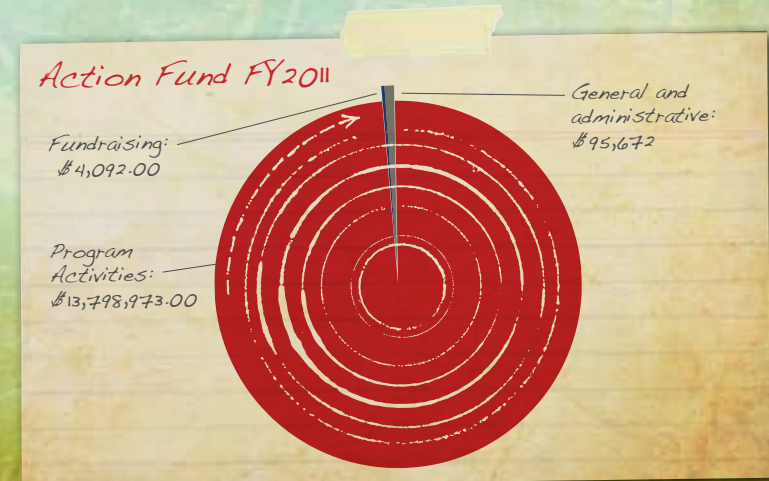 Action Fund FY2011
Fundraising:
$4,092.00
General and
administrative:
$95,672
Program
Activities:
$13,798,973.00